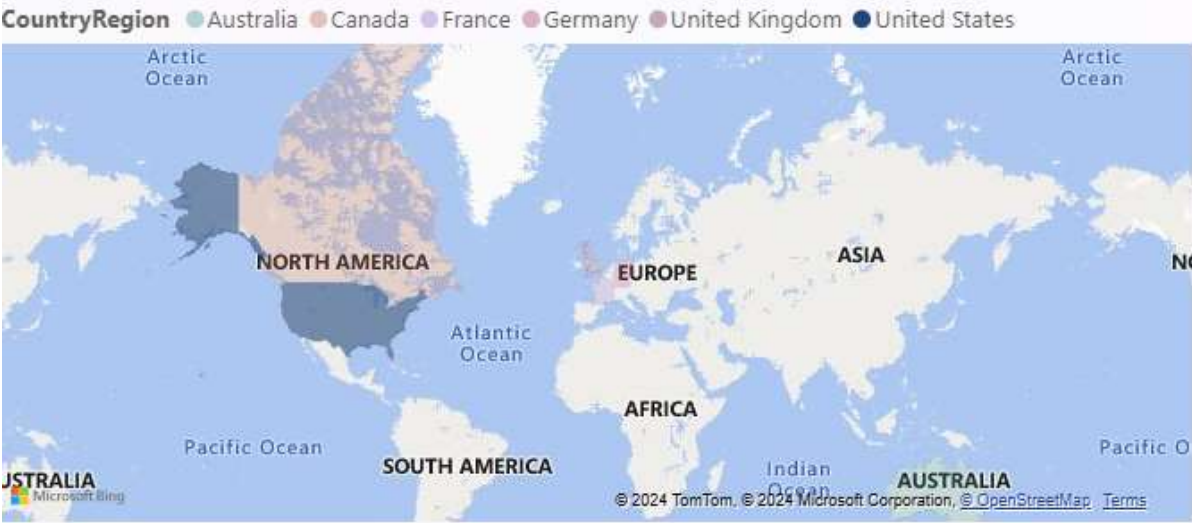 CountryRegion Australia Canada France Germany United Kingdom United States
Arctic
Ocean
Arctic
Ocean
NORTH AMERICA
EUROPE
ASIA
NO
Atlantic
Ocean
AFRICA
Pacific Ocean
Pacific O
SOUTH AMERICA
Indian
Ocean
USTRALIA
AUSTRALIA
Microsoft Bing
© 2024 TomTom, © 2024 Microsoft Corporation, © OpenStreetMap Terms